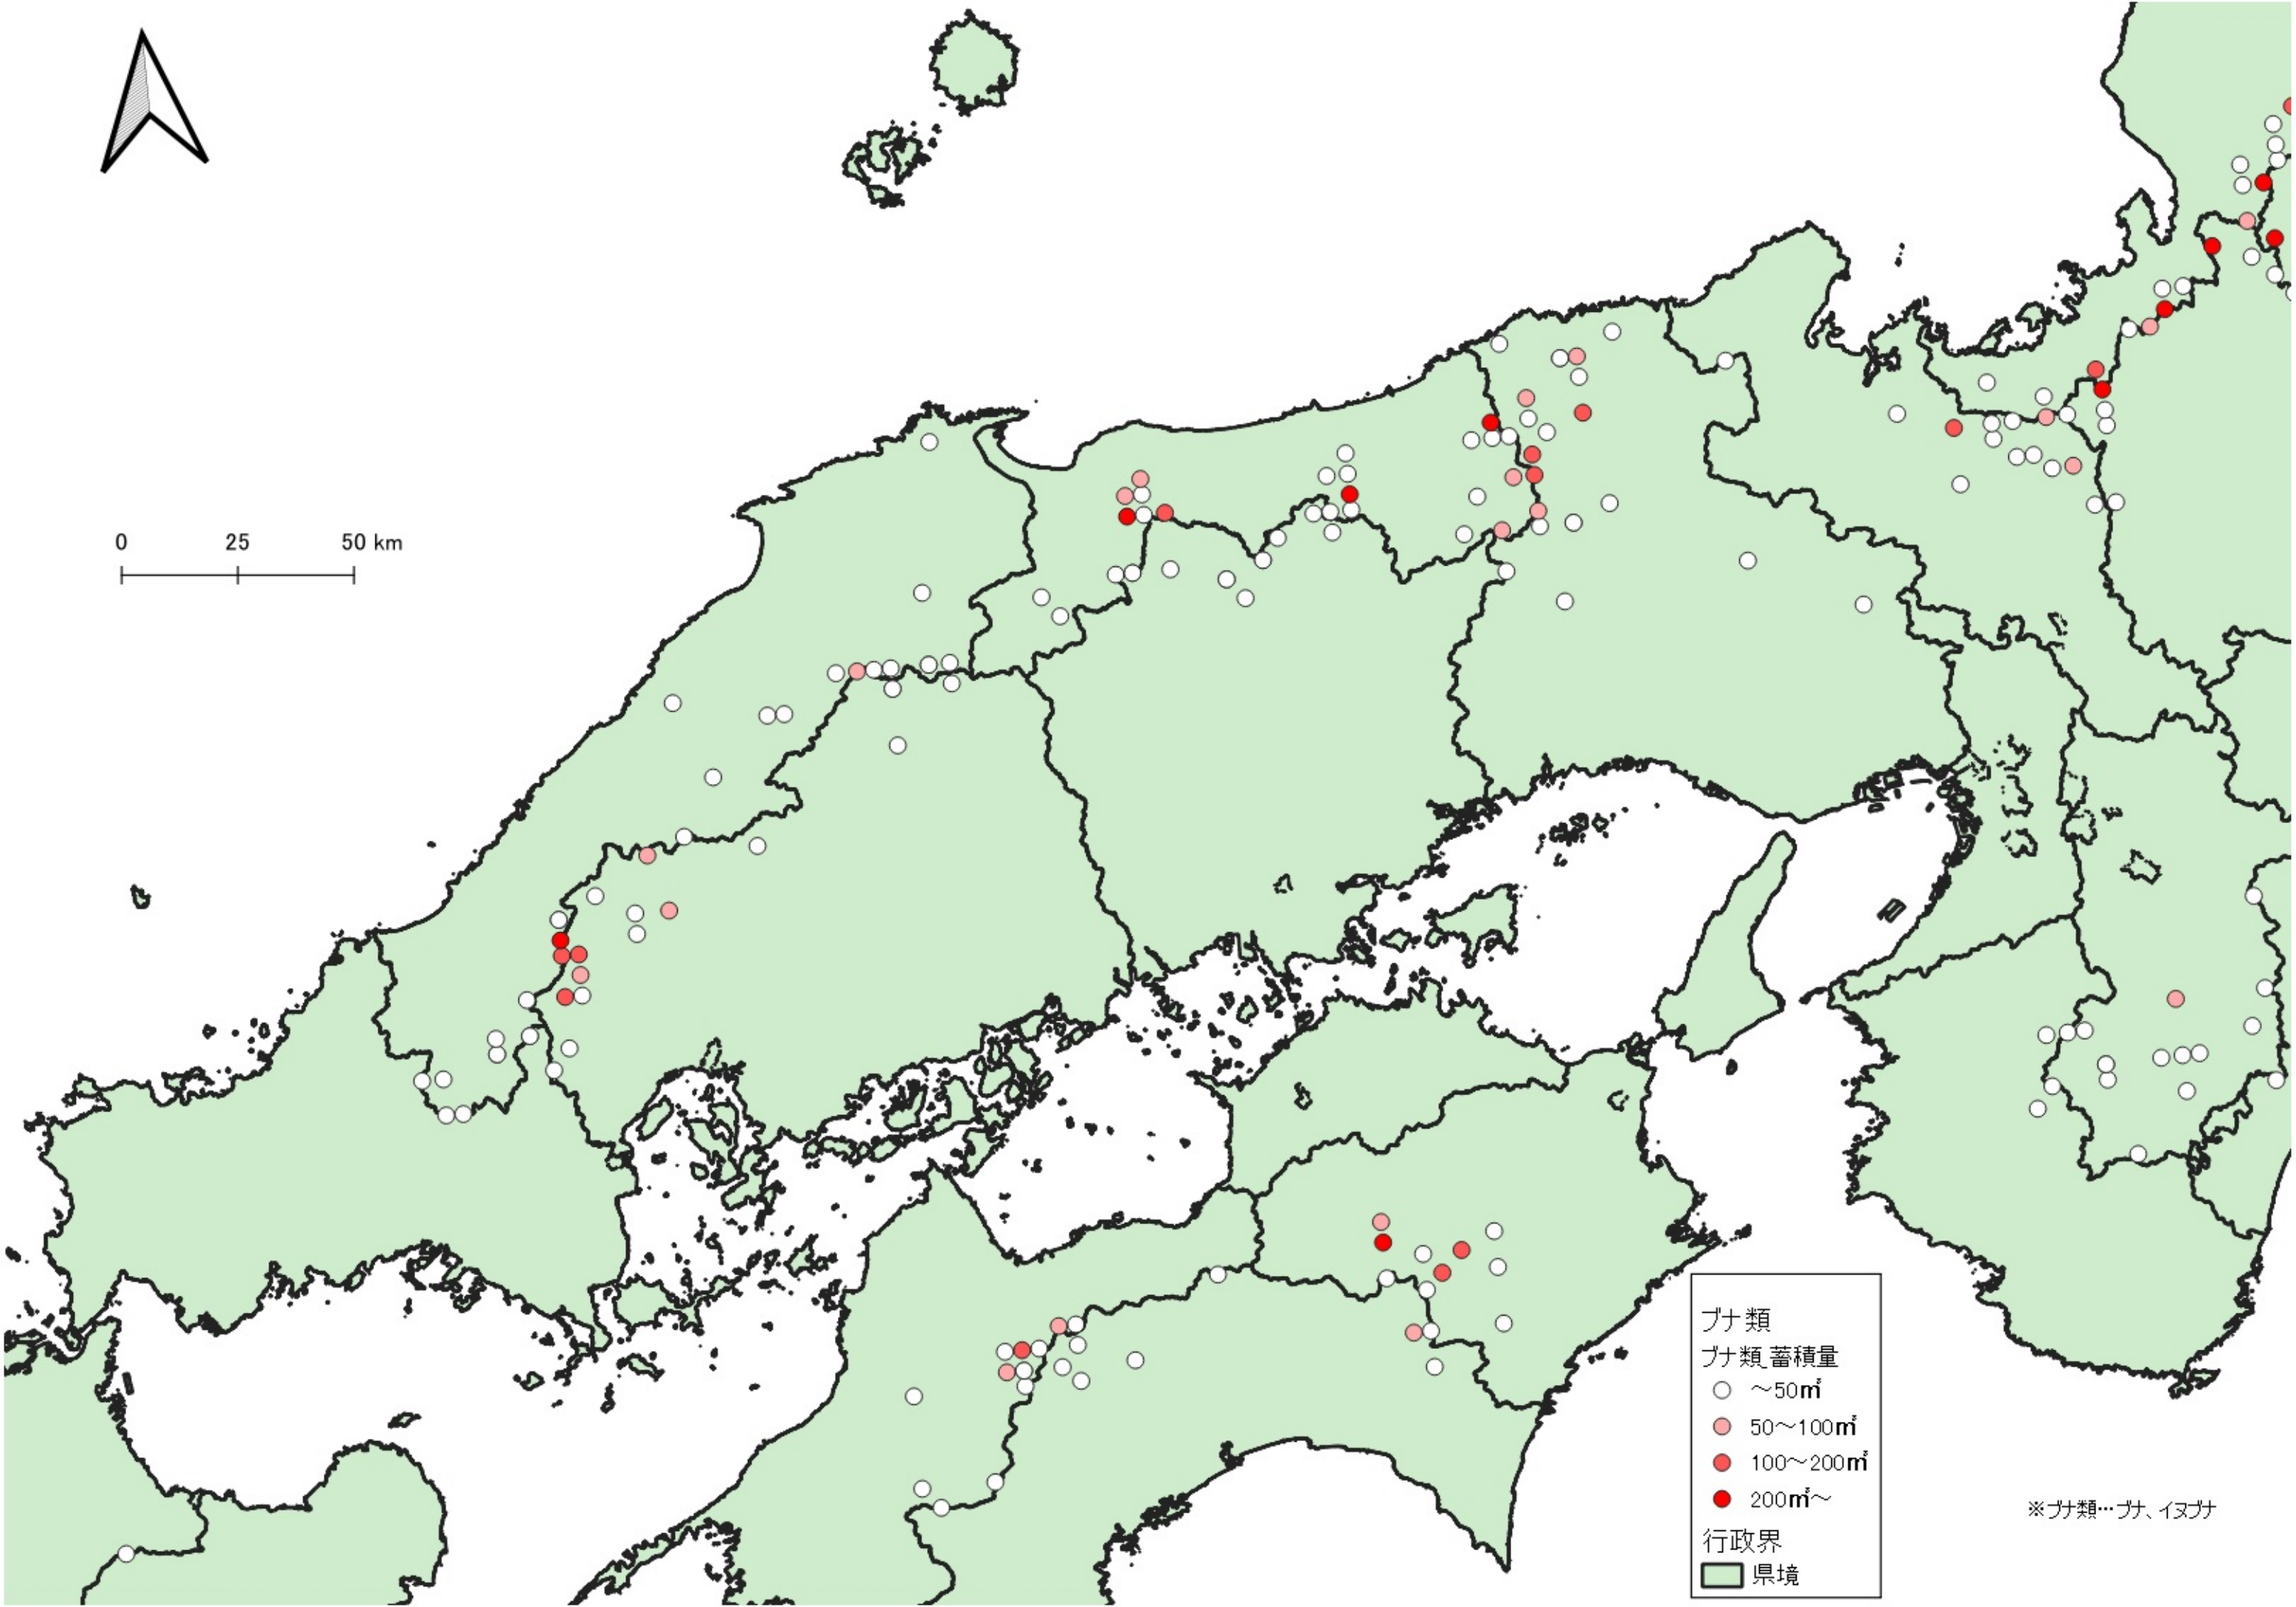 0 25 50 km
ブナ類
ブナ類_蓄積量
～50㎥
50～100㎥
100～200㎥
200㎥～
※ブナ類…ブナ、イヌブナ
行政界
県境